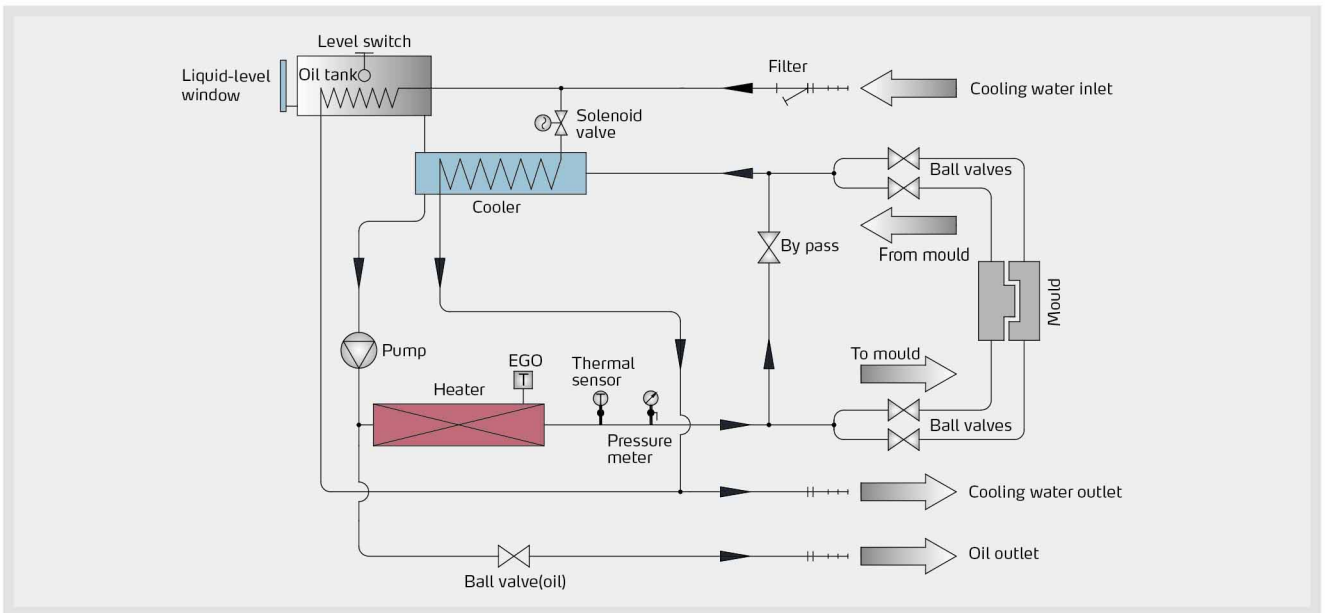 Level switch
Liquid-level
window
Oil tank
Filter
Cooling water inlet
Solenoid
valve
Ball valves
Cooler
From mould
By pass
Mould
Pump
EGO
T
Thermal
sensor
T
To mould
Heater
Pressure
meter
Ball valves
Cooling water outlet
Oil outlet
Ball valve(oil)